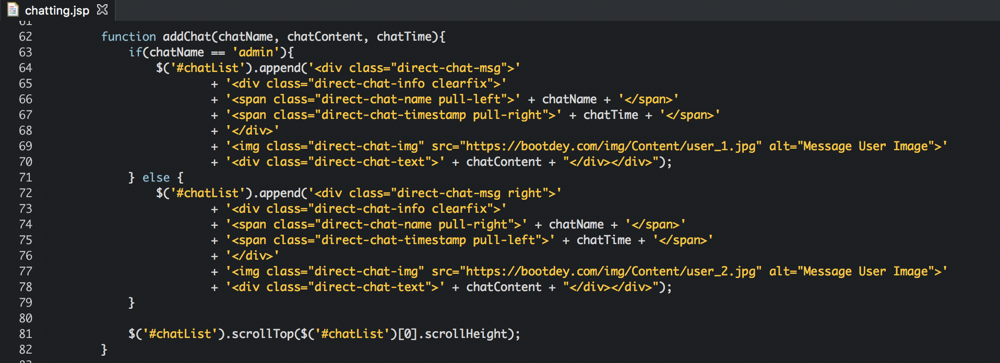 chatting.jsp
61
62 function addChat(chatName, chatContent, chatTime){
63 if(chatName == 'admin'){
64 $('#chatList').append('<div class="direct-chat-msg">'
65 + '<div class="direct-chat-info clearfix">'
66 + '<span class="direct-chat-name pull-left">' + chatName + '</span>'
67 + '<span class="direct-chat-timestamp pull-right">' + chatTime + '</span>'
68 + '</div>'
69 + '<img class="direct-chat-img" src="https://bootdey.com/img/Content/user_1.jpg" alt="Message User Image">'
70 + '<div class="direct-chat-text">' + chatContent + "</div></div>");
71 } else {
72 $('#chatList').append('<div class="direct-chat-msg right">'
73 + '<div class="direct-chat-info clearfix">'
74 + '<span class="direct-chat-name pull-right">' + chatName + '</span>'
75 + '<span class="direct-chat-timestamp pull-left">' + chatTime + '</span>'
76 + '</div>'
77 + '<img class="direct-chat-img" src="https://bootdey.com/img/Content/user_2.jpg" alt="Message User Image">'
78 + '<div class="direct-chat-text">' + chatContent + "</div></div>");
79 }
80
81 $('#chatList').scrollTop($('#chatList')[0].scrollHeight);
82 }